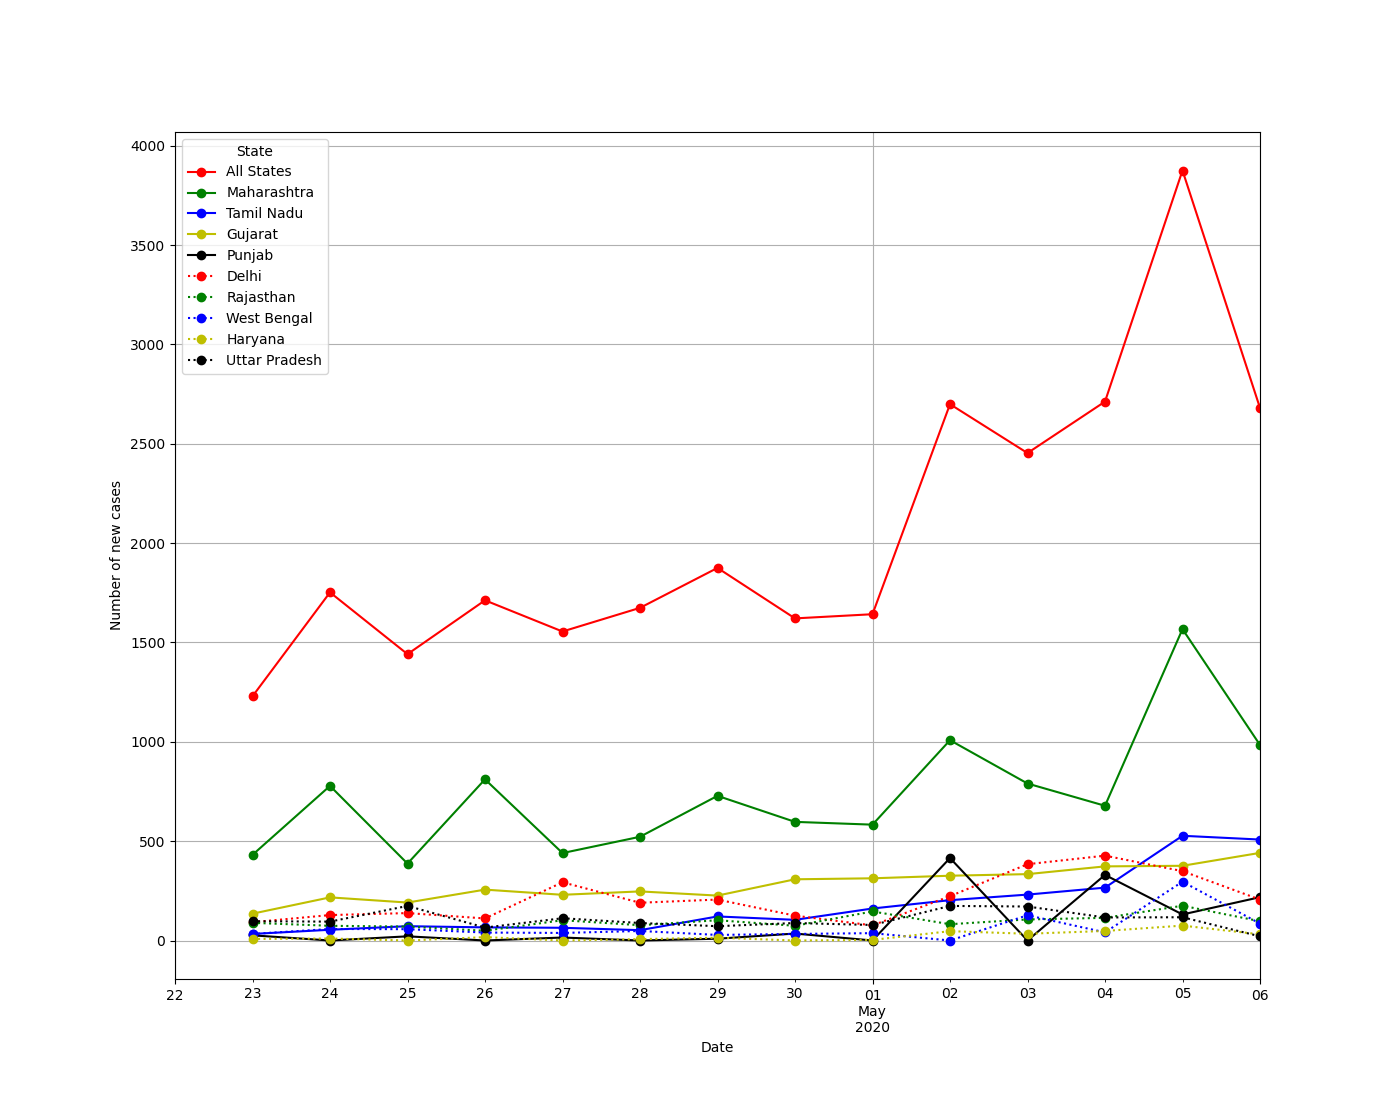 State
All States
Maharashtra
Tamil Nadu
Gujarat
Punjab
Delhi
Rajasthan
West Bengal
Haryana
Uttar Pradesh
4000
3500
3000
2500
2000
1500
1000
500
0
Number of new cases
22 23 24 25 26 27 28 29 30 01 02 03 04 05 06
May
2020
Date